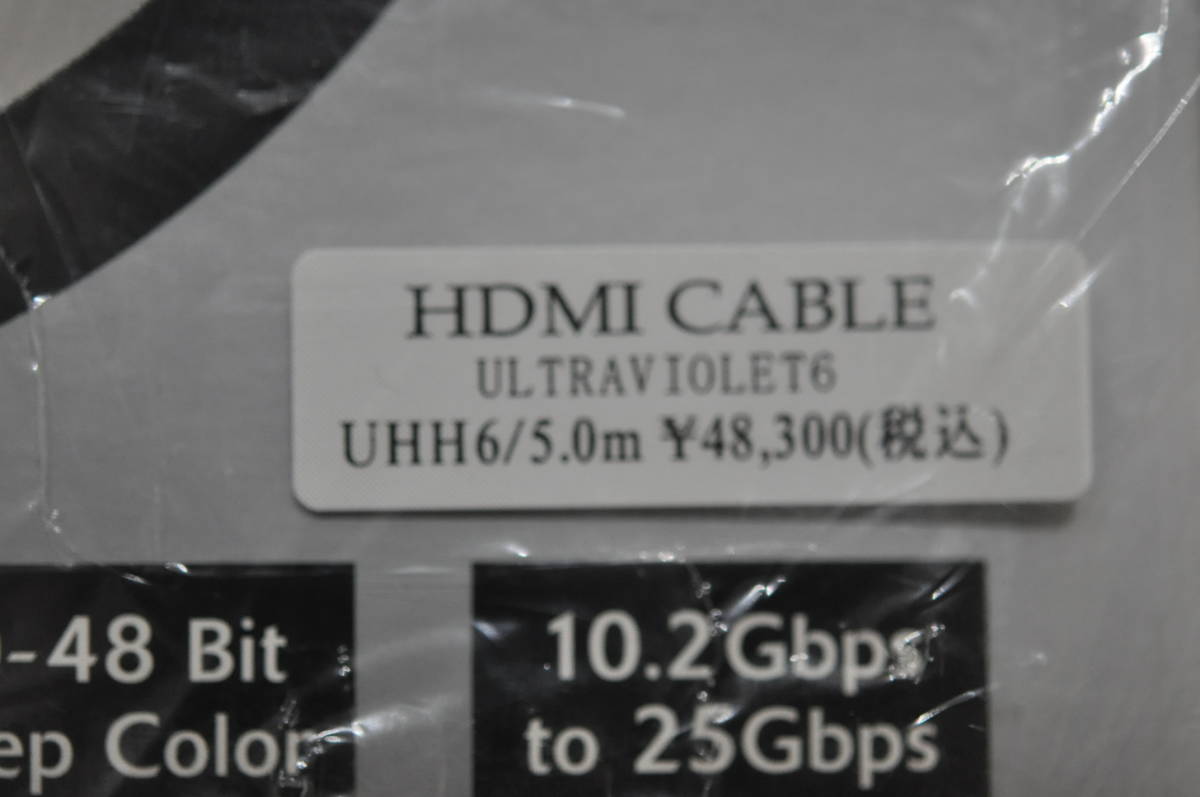 HDMI CABLE
ULTRAVIOLET6
UHH6/5.0m ¥48,300(税込)
-48 Bit
ep Color
10.2Gbps
to 25Gbps